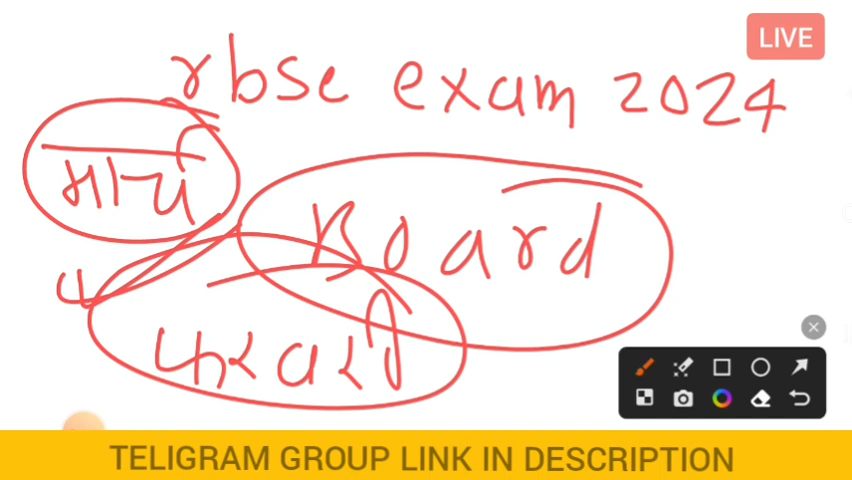 LIVE
rbse exam 2024
मार्च
Board
फरवरी
TELIGRAM GROUP LINK IN DESCRIPTION